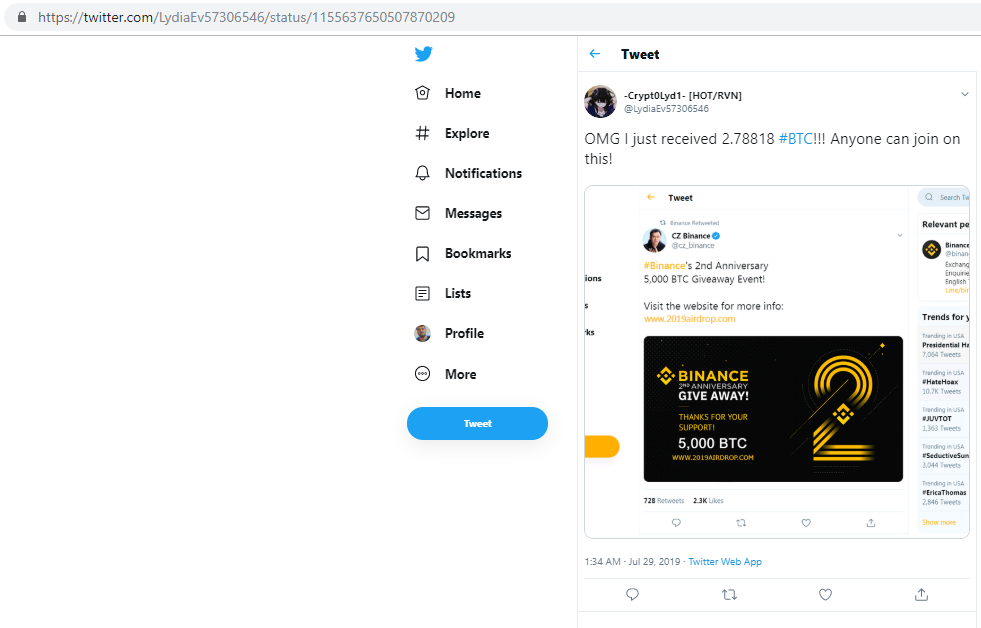 https://twitter.com/LydiaEv57306546/status/1155637650507870209
Home
Explore
Notifications
Messages
Bookmarks
Lists
Profile
More
Tweet
Tweet
-Crypt0Lyd1- [HOT/RVN]
@LydiaEv57306546
OMG I just received 2.78818 #BTC!!! Anyone can join on
this!
Tweet
Binance Retweeted
CZ Binance
@cz_binance
#Binance's 2nd Anniversary
5,000 BTC Giveaway Event!
Visit the website for more info:
www.2019airdrop.com
BINANCE
2ND ANNIVERSARY
GIVE AWAY!
THANKS FOR YOUR
SUPPORT!
5,000 BTC
WWW.2019AIRDROP.COM
728 Retweets 2.3K Likes
ions
s
ks
Search Tw
Relevant pe
Binance
@binan
Exchang
Enquirie
English
t.me/bin
Trends for y
Trending in USA
Presidential Ha
7,064 Tweets
Trending in USA
#HateHoax
10.7K Tweets
Trending in USA
#JUVTOT
1,363 Tweets
Trending in USA
#SeductiveSun
3,044 Tweets
Trending in USA
#EricaThomas
2,846 Tweets
Show more
1:34 AM · Jul 29, 2019 · Twitter Web App